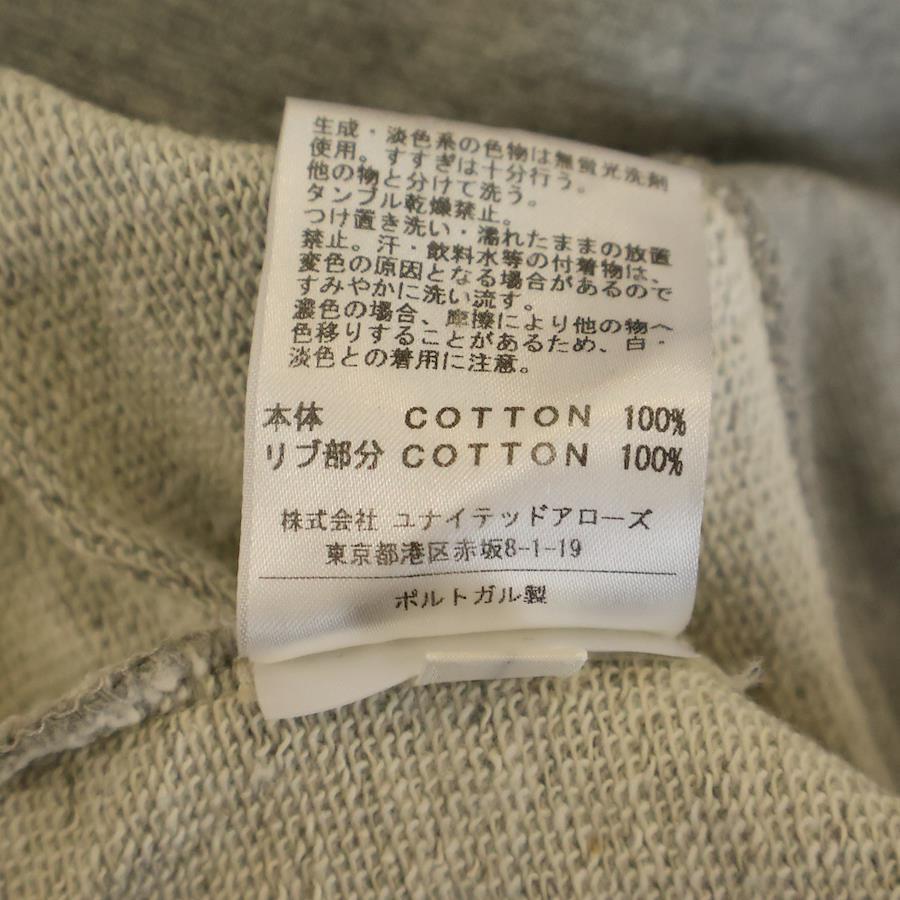 生成・淡色系の色物は無蛍光洗剤
使用。すすぎは十分行う。
他の物と分けて洗う。
タンブル乾燥禁止。
つけ置き洗い・濡れたままの放置
禁止。汗・飲料水等の付着物は、
変色の原因となる場合があるので
すみやかに洗い流す。
濃色の場合、摩擦により他の物へ
色移りすることがあるため、白・
淡色との着用に注意。
本体 COTTON 100%
リブ部分 COTTON 100%
株式会社 ユナイテッドアローズ
東京都港区赤坂8-1-19
ポルトガル製